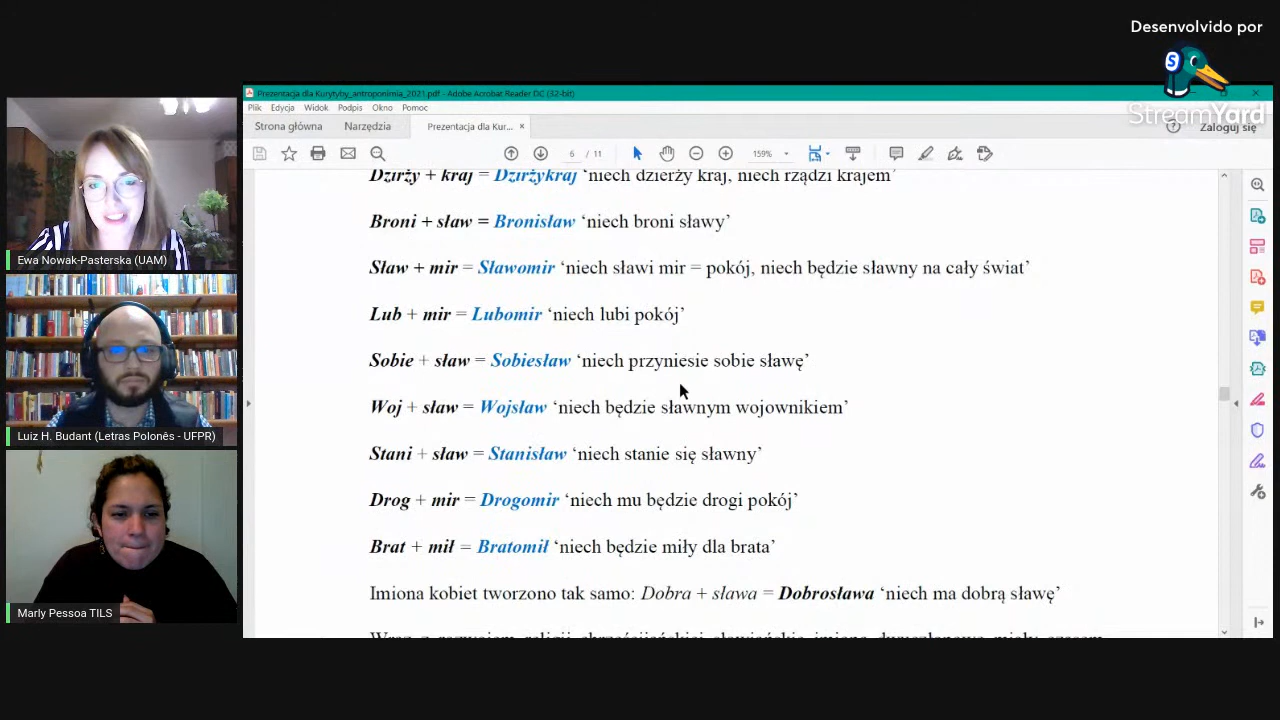 Desenvolvido por
StreamYard
Prezentacja dla Kurytyby_antroponimia_2021.pdf - Adobe Acrobat Reader DC (32-bit)
Plik Edycja Widok Podpis Okno Pomoc
Strona główna Narzędzia Prezentacja dla Kur... ×
Zaloguj się
6 / 11 159%
Dzirży + kraj = Dzirżykraj ‘niech dzierży kraj, niech rządzi krajem’
Broni + sław = Bronisław ‘niech broni sławy’
Sław + mir = Sławomir ‘niech sławi mir = pokój, niech będzie sławny na cały świat’
Lub + mir = Lubomir ‘niech lubi pokój’
Sobie + sław = Sobiesław ‘niech przyniesie sobie sławę’
Woj + sław = Wojsław ‘niech będzie sławnym wojownikiem’
Stani + sław = Stanisław ‘niech stanie się sławny’
Drog + mir = Drogomir ‘niech mu będzie drogi pokój’
Brat + mił = Bratomił ‘niech będzie miły dla brata’
Imiona kobiet tworzono tak samo: Dobra + sława = Dobrosława ‘niech ma dobrą sławę’
Ewa Nowak-Pasterska (UAM)
Luiz H. Budant (Letras Polonês - UFPR)
Marly Pessoa TILS